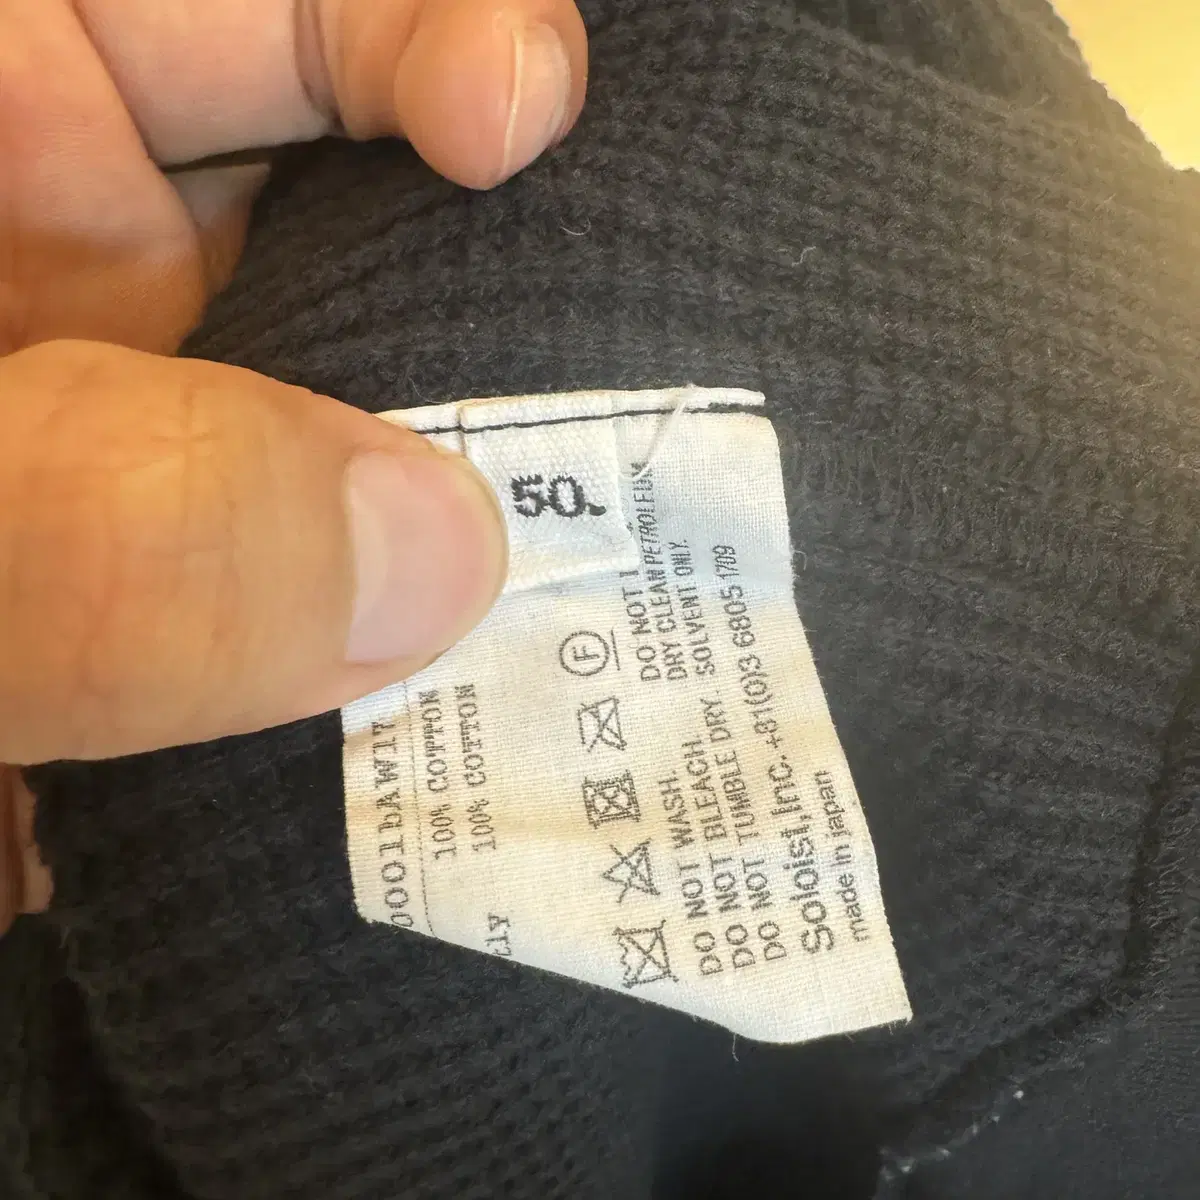 50.
0001bAW17
100% COTTON
100% COTTON
F
DO NOT
DRY CLEAN PETROLEUM
SOLVENT ONLY.
DO NOT WASH.
DO NOT BLEACH.
DO NOT TUMBLE DRY.
Soloist,Inc. +81(0)3 6805 1709
made in japan